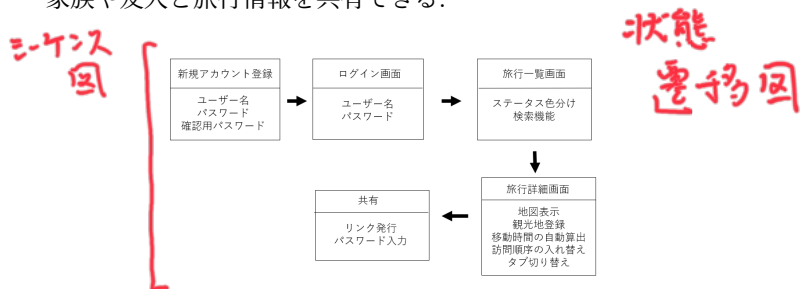 家族や友人と旅行情報を共有できる.
シーケンス
図
状態
遷移図
新規アカウント登録
ユーザー名
パスワード
確認用パスワード
ログイン画面
ユーザー名
パスワード
旅行一覧画面
ステータス色分け
検索機能
旅行詳細画面
地図表示
観光地登録
移動時間の自動算出
訪問順序の入れ替え
タブ切り替え
共有
リンク発行
パスワード入力